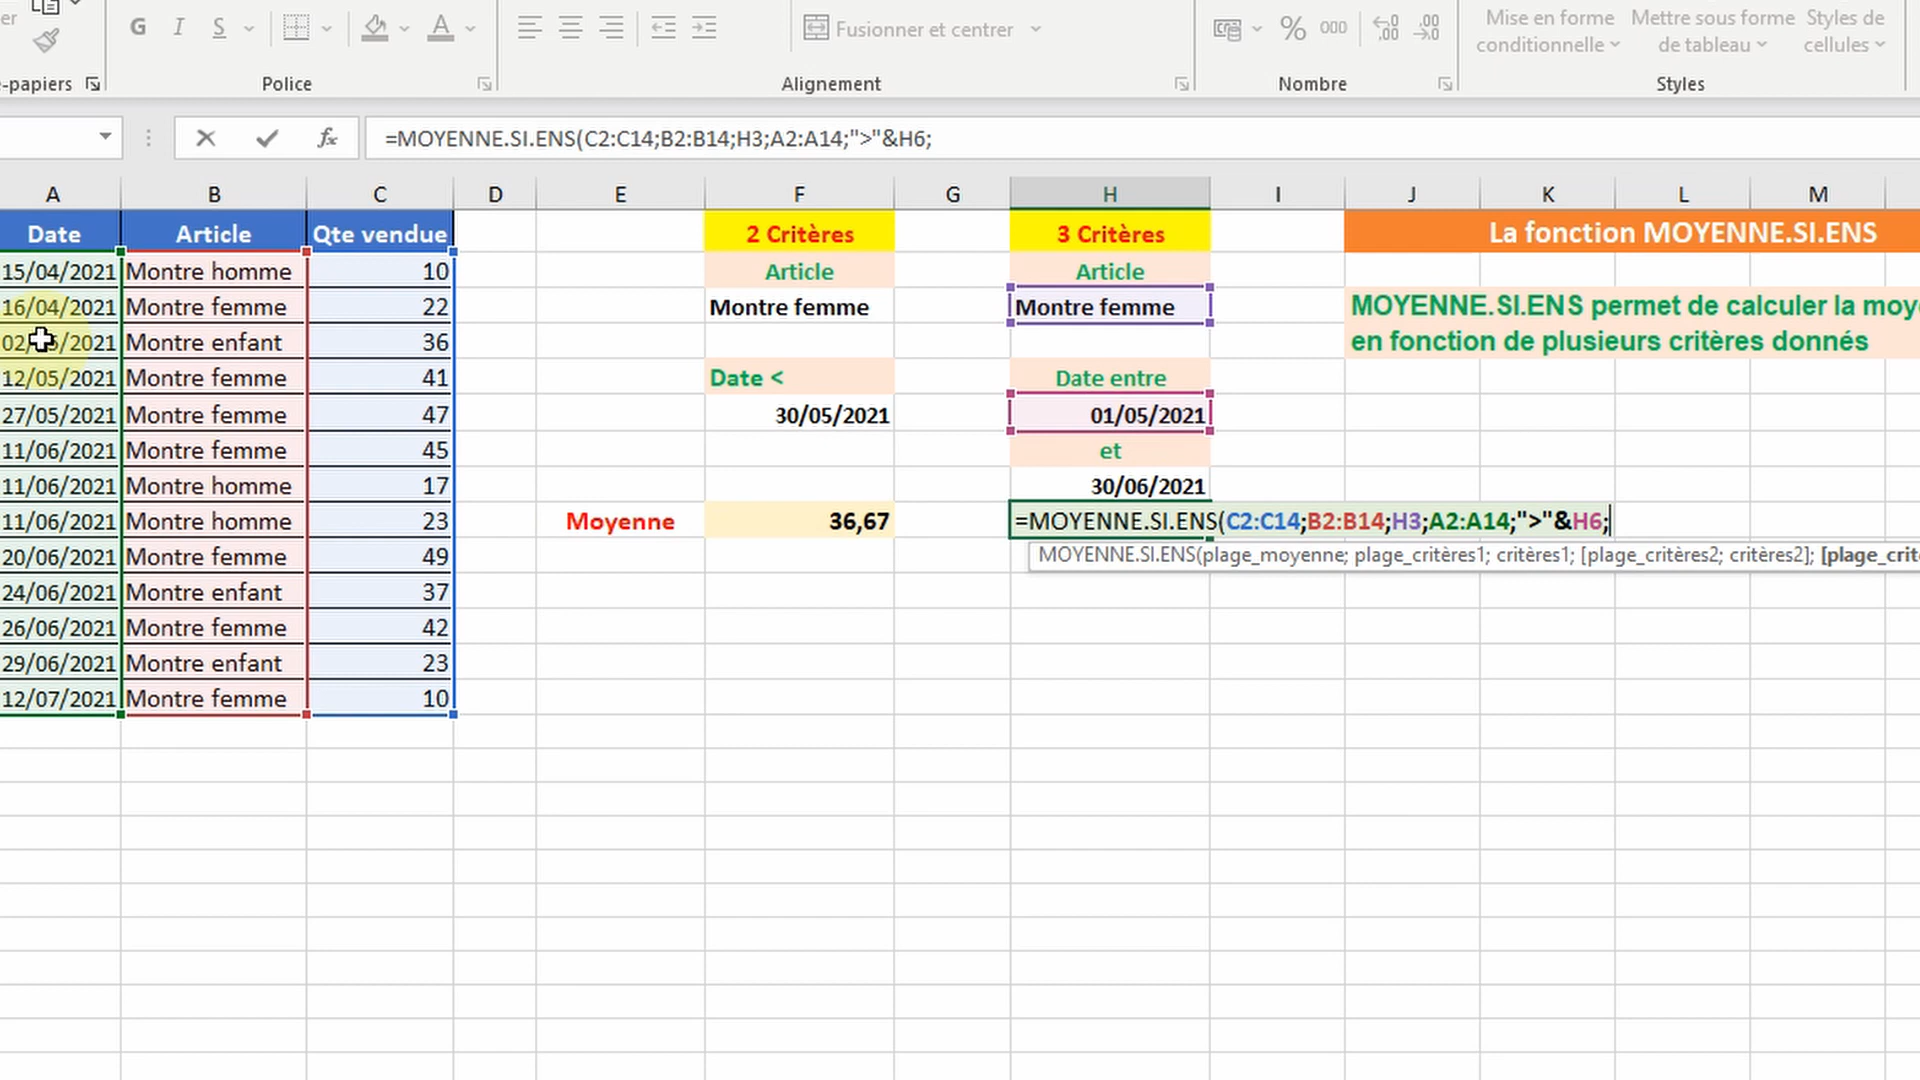 er
G I S A
Fusionner et centrer
% 000
,00
,00
Mise en forme
conditionnelle
Mettre sous forme
de tableau
Styles de
cellules
-papiers
Police
Alignement
Nombre
Styles
fx
=MOYENNE.SI.ENS(C2:C14;B2:B14;H3;A2:A14;">"&H6;
A B C D E F G H I J K L M
Date Article Qte vendue 2 Critères 3 Critères La fonction MOYENNE.SI.ENS
15/04/2021 Montre homme 10 Article Article
16/04/2021 Montre femme 22 Montre femme Montre femme MOYENNE.SI.ENS permet de calculer la moy
02/ 5/2021 Montre enfant 36 en fonction de plusieurs critères donnés
12/05/2021 Montre femme 41 Date < Date entre
27/05/2021 Montre femme 47 30/05/2021 01/05/2021
11/06/2021 Montre femme 45 et
11/06/2021 Montre homme 17 30/06/2021
11/06/2021 Montre homme 23 Moyenne 36,67 =MOYENNE.SI.ENS(C2:C14;B2:B14;H3;A2:A14;">"&H6;
20/06/2021 Montre femme 49 MOYENNE.SI.ENS(plage_moyenne; plage_critères1; critères1; [plage_critères2; critères2]; [plage_crit
24/06/2021 Montre enfant 37
26/06/2021 Montre femme 42
29/06/2021 Montre enfant 23
12/07/2021 Montre femme 10